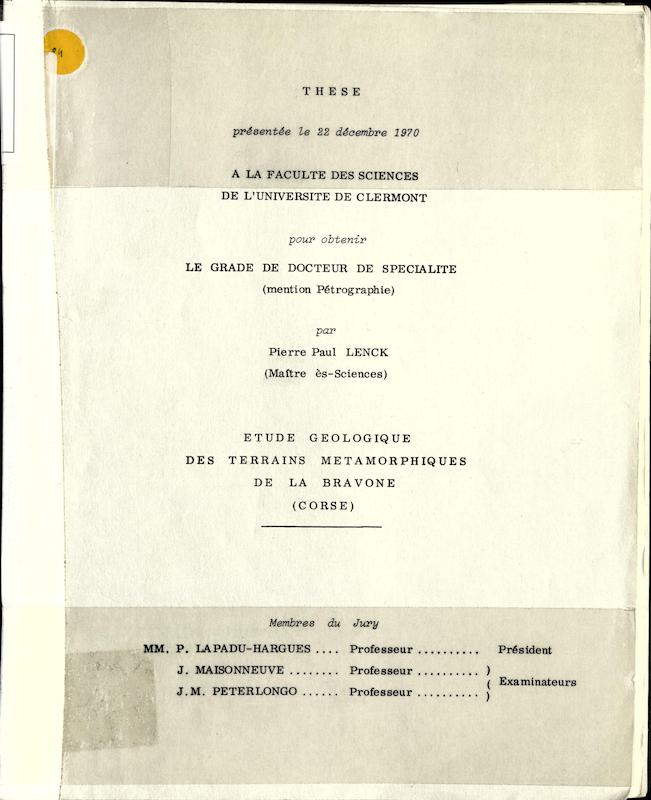 THESE
présentée le 22 décembre 1970
A LA FACULTE DES SCIENCES
DE L'UNIVERSITE DE CLERMONT
pour obtenir
LE GRADE DE DOCTEUR DE SPECIALITE
(mention Pétrographie)
par
Pierre Paul LENCK
(Maître ès-Sciences)
ETUDE GEOLOGIQUE
DES TERRAINS METAMORPHIQUES
DE LA BRAVONE
(CORSE)
Membres du Jury
MM. P. LAPADU-HARGUES .... Professeur .......... Président
J. MAISONNEUVE ........ Professeur .......... )
( Examinateurs
J.M. PETERLONGO ...... Professeur .......... )